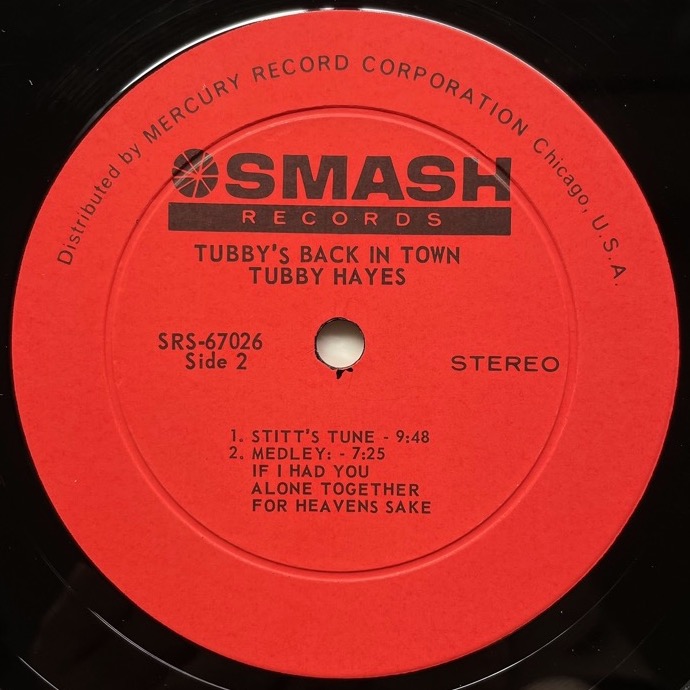 Distributed by MERCURY RECORD CORPORATION Chicago, U.S.A.
SMASH
RECORDS
TUBBY'S BACK IN TOWN
TUBBY HAYES
SRS-67026
Side 2
STEREO
1. STITT'S TUNE - 9:48
2. MEDLEY: - 7:25
IF I HAD YOU
ALONE TOGETHER
FOR HEAVENS SAKE